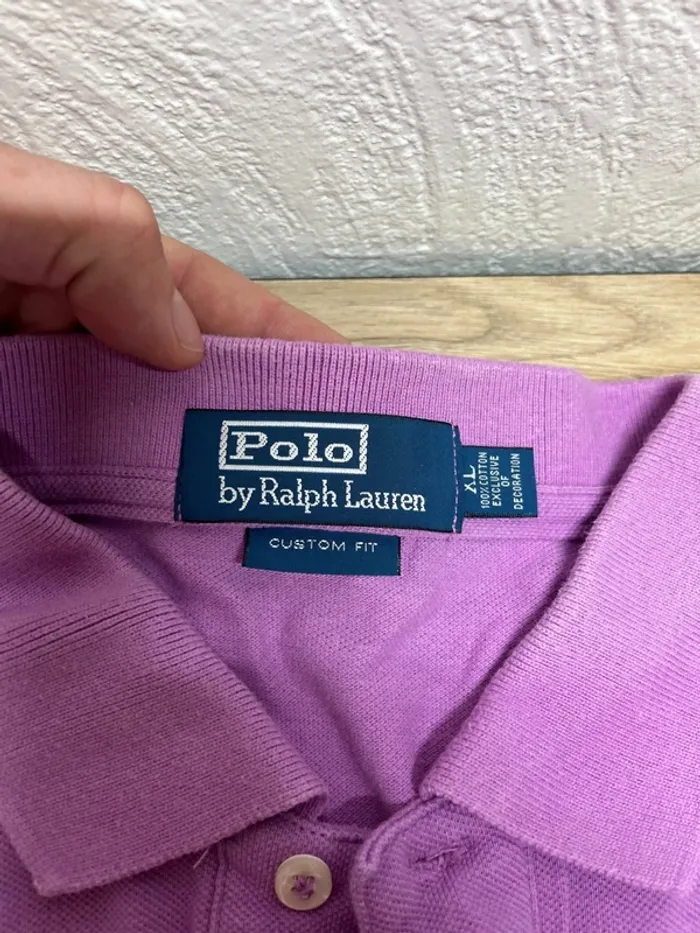 Polo
by Ralph Lauren
XL
100% COTTON
EXCLUSIVE
OF
DECORATION
CUSTOM FIT